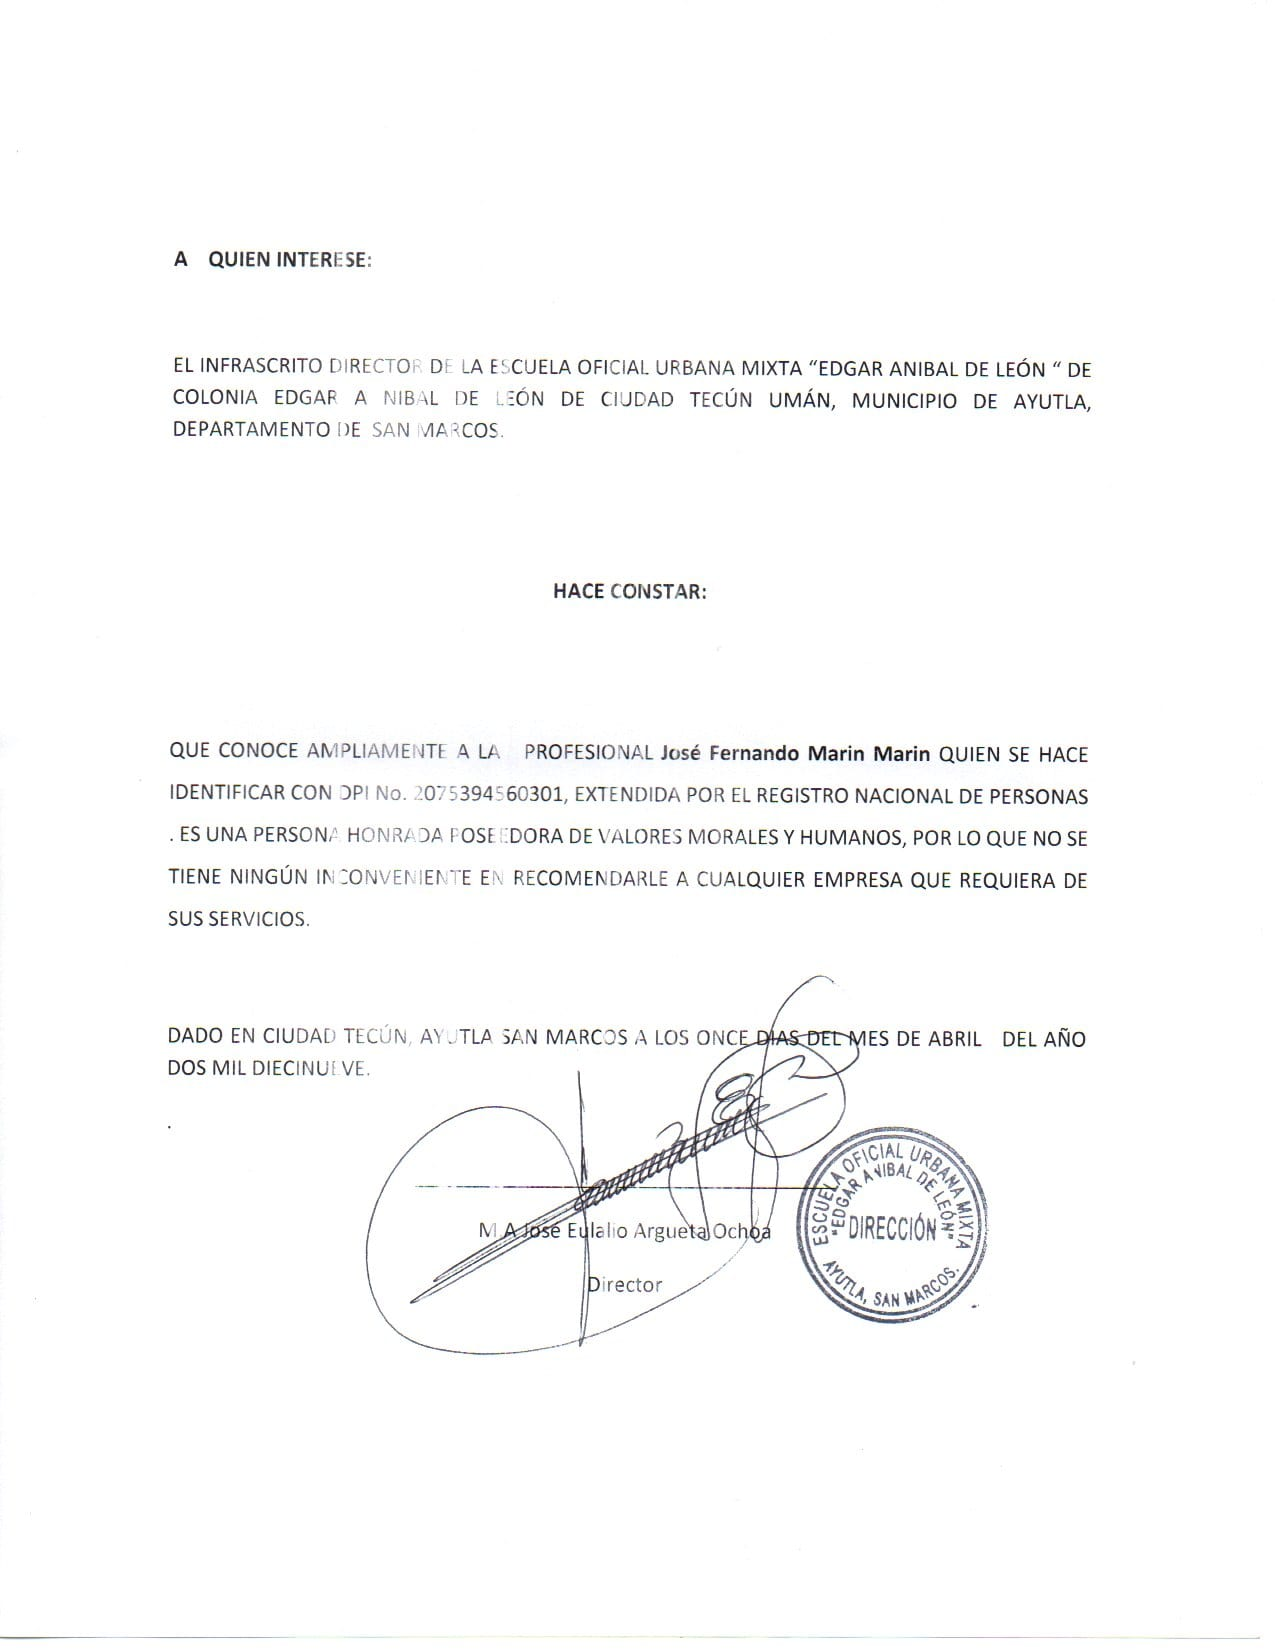 A QUIEN INTERESE:
EL INFRASCRITO DIRECTOR DE LA ESCUELA OFICIAL URBANA MIXTA “EDGAR ANIBAL DE LEÓN “ DE
COLONIA EDGAR A NIBAL DE LEÓN DE CIUDAD TECÚN UMÁN, MUNICIPIO DE AYUTLA,
DEPARTAMENTO DE SAN MARCOS.
HACE CONSTAR:
QUE CONOCE AMPLIAMENTE A LA PROFESIONAL José Fernando Marin Marin QUIEN SE HACE
IDENTIFICAR CON DPI No. 2075394560301, EXTENDIDA POR EL REGISTRO NACIONAL DE PERSONAS
. ES UNA PERSONA HONRADA POSEEDORA DE VALORES MORALES Y HUMANOS, POR LO QUE NO SE
TIENE NINGÚN INCONVENIENTE EN RECOMENDARLE A CUALQUIER EMPRESA QUE REQUIERA DE
SUS SERVICIOS.
DADO EN CIUDAD TECÚN, AYUTLA SAN MARCOS A LOS ONCE DIAS DEL MES DE ABRIL DEL AÑO
DOS MIL DIECINUEVE.
.
M.A José Eulalio Argueta Ochoa
Director
ESCUELA OFICIAL URBANA MIXTA
"EDGAR ANIBAL DE LEÓN"
DIRECCIÓN
AYUTLA, SAN MARCOS.